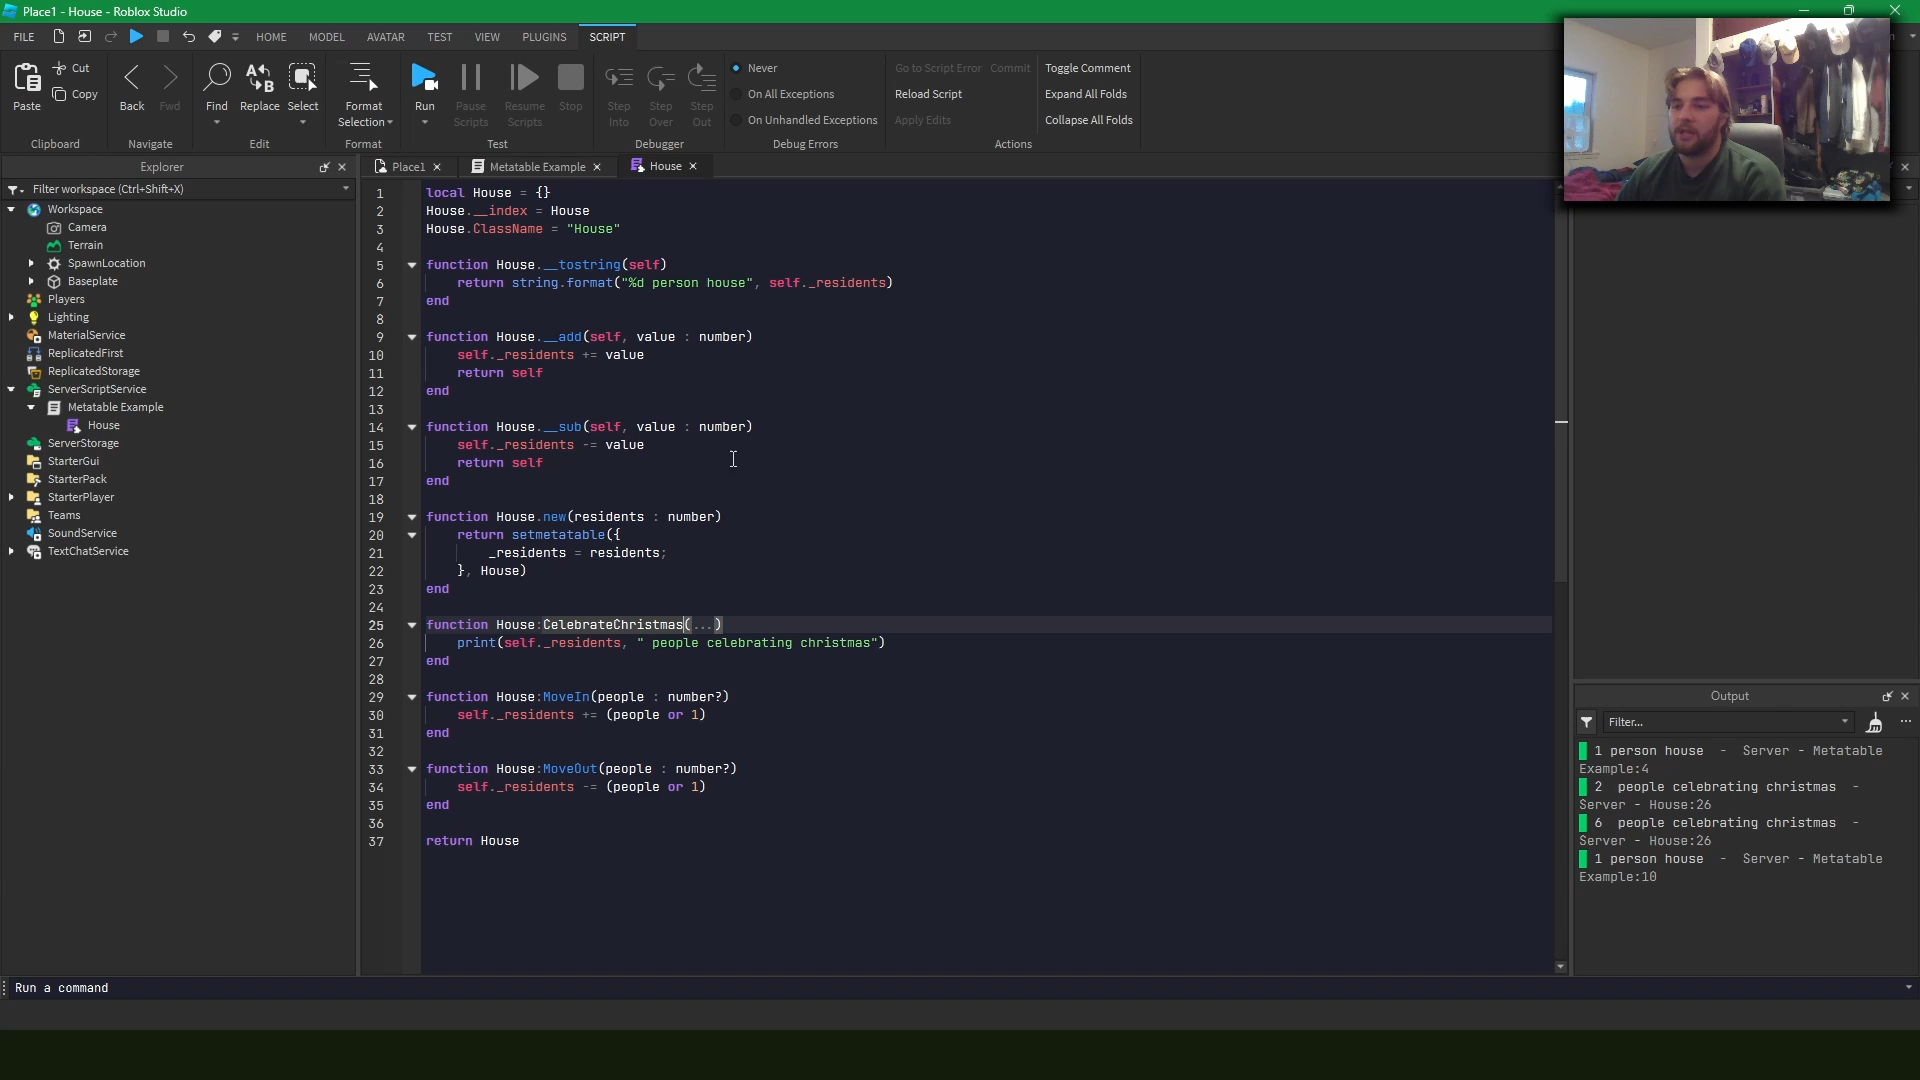 Place1 - House - Roblox Studio
FILE
HOME
MODEL
AVATAR
TEST
VIEW
PLUGINS
SCRIPT
Paste
Cut
Copy
Clipboard
Back
Fwd
Navigate
Find
Replace
Select
Edit
Format
Selection
Format
Run
Pause
Scripts
Resume
Scripts
Stop
Test
Step
Into
Step
Over
Step
Out
Debugger
Never
On All Exceptions
On Unhandled Exceptions
Debug Errors
Go to Script Error
Commit
Reload Script
Apply Edits
Toggle Comment
Expand All Folds
Collapse All Folds
Actions
Explorer
Filter workspace (Ctrl+Shift+X)
Workspace
Camera
Terrain
SpawnLocation
Baseplate
Players
Lighting
MaterialService
ReplicatedFirst
ReplicatedStorage
ServerScriptService
Metatable Example
House
ServerStorage
StarterGui
StarterPack
StarterPlayer
Teams
SoundService
TextChatService
Place1
Metatable Example
House
1 local House = {}
2 House.__index = House
3 House.ClassName = "House"
4
5 function House.__tostring(self)
6 return string.format("%d person house", self._residents)
7 end
8
9 function House.__add(self, value : number)
10 self._residents += value
11 return self
12 end
13
14 function House.__sub(self, value : number)
15 self._residents -= value
16 return self
17 end
18
19 function House.new(residents : number)
20 return setmetatable({
21 _residents = residents;
22 }, House)
23 end
24
25 function House:CelebrateChristmas(...)
26 print(self._residents, " people celebrating christmas")
27 end
28
29 function House:MoveIn(people : number?)
30 self._residents += (people or 1)
31 end
32
33 function House:MoveOut(people : number?)
34 self._residents -= (people or 1)
35 end
36
37 return House
Output
Filter...
1 person house - Server - Metatable
Example:4
2 people celebrating christmas -
Server - House:26
6 people celebrating christmas -
Server - House:26
1 person house - Server - Metatable
Example:10
Run a command